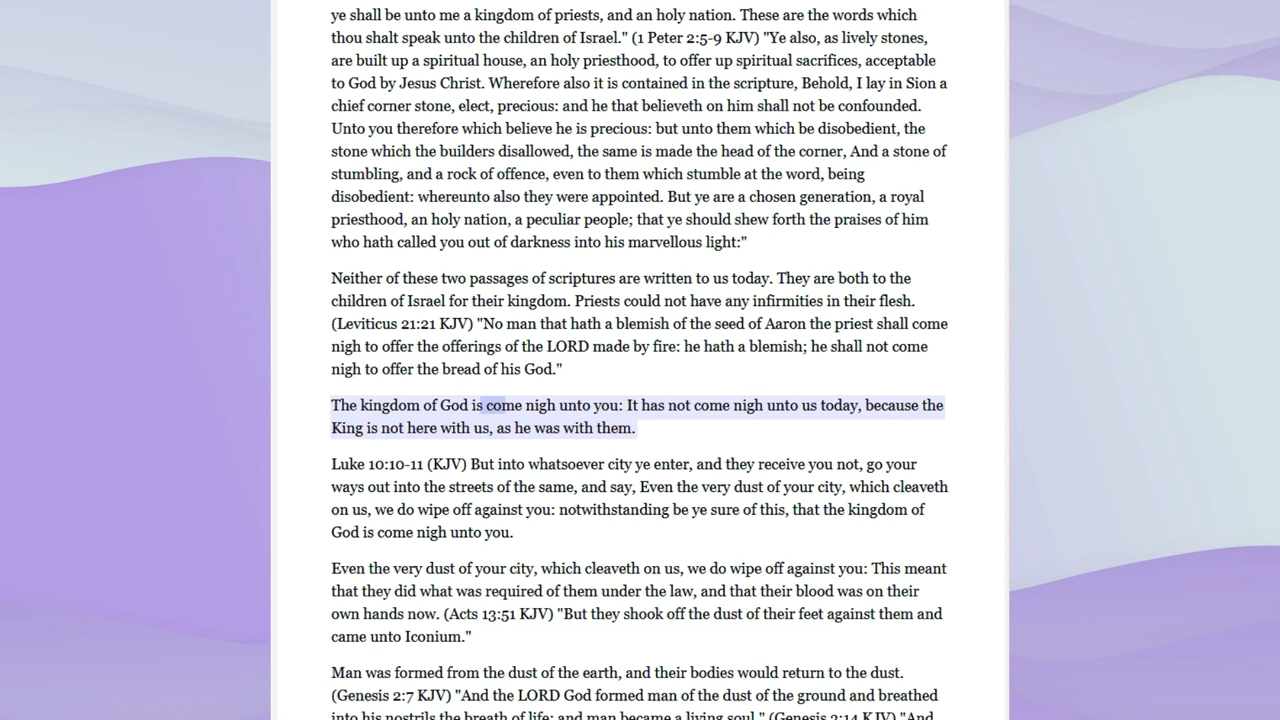 ye shall be unto me a kingdom of priests, and an holy nation. These are the words which
thou shalt speak unto the children of Israel." (1 Peter 2:5-9 KJV) "Ye also, as lively stones,
are built up a spiritual house, an holy priesthood, to offer up spiritual sacrifices, acceptable
to God by Jesus Christ. Wherefore also it is contained in the scripture, Behold, I lay in Sion a
chief corner stone, elect, precious: and he that believeth on him shall not be confounded.
Unto you therefore which believe he is precious: but unto them which be disobedient, the
stone which the builders disallowed, the same is made the head of the corner, And a stone of
stumbling, and a rock of offence, even to them which stumble at the word, being
disobedient: whereunto also they were appointed. But ye are a chosen generation, a royal
priesthood, an holy nation, a peculiar people; that ye should shew forth the praises of him
who hath called you out of darkness into his marvellous light:"
Neither of these two passages of scriptures are written to us today. They are both to the
children of Israel for their kingdom. Priests could not have any infirmities in their flesh.
(Leviticus 21:21 KJV) "No man that hath a blemish of the seed of Aaron the priest shall come
nigh to offer the offerings of the LORD made by fire: he hath a blemish; he shall not come
nigh to offer the bread of his God."
The kingdom of God is come nigh unto you: It has not come nigh unto us today, because the
King is not here with us, as he was with them.
Luke 10:10-11 (KJV) But into whatsoever city ye enter, and they receive you not, go your
ways out into the streets of the same, and say, Even the very dust of your city, which cleaveth
on us, we do wipe off against you: notwithstanding be ye sure of this, that the kingdom of
God is come nigh unto you.
Even the very dust of your city, which cleaveth on us, we do wipe off against you: This meant
that they did what was required of them under the law, and that their blood was on their
own hands now. (Acts 13:51 KJV) "But they shook off the dust of their feet against them and
came unto Iconium."
Man was formed from the dust of the earth, and their bodies would return to the dust.
(Genesis 2:7 KJV) "And the LORD God formed man of the dust of the ground and breathed
into his nostrils the breath of life; and man became a living soul." (Genesis 3:14 KJV) "And